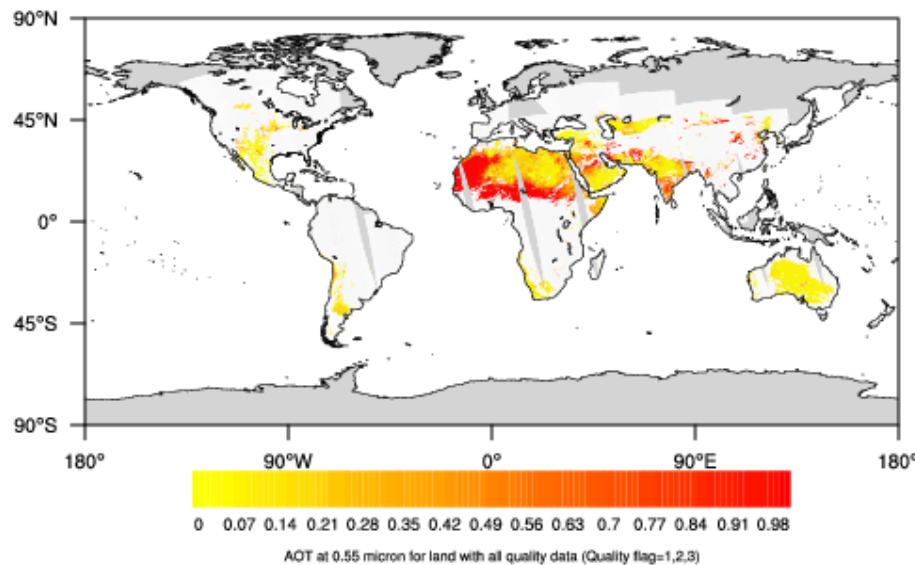 90°N
45°N
0°
45°S
90°S
180° 90°W 0° 90°E 180°
0 0.07 0.14 0.21 0.28 0.35 0.42 0.49 0.56 0.63 0.7 0.77 0.84 0.91 0.98
AOT at 0.55 micron for land with all quality data (Quality flag=1,2,3)